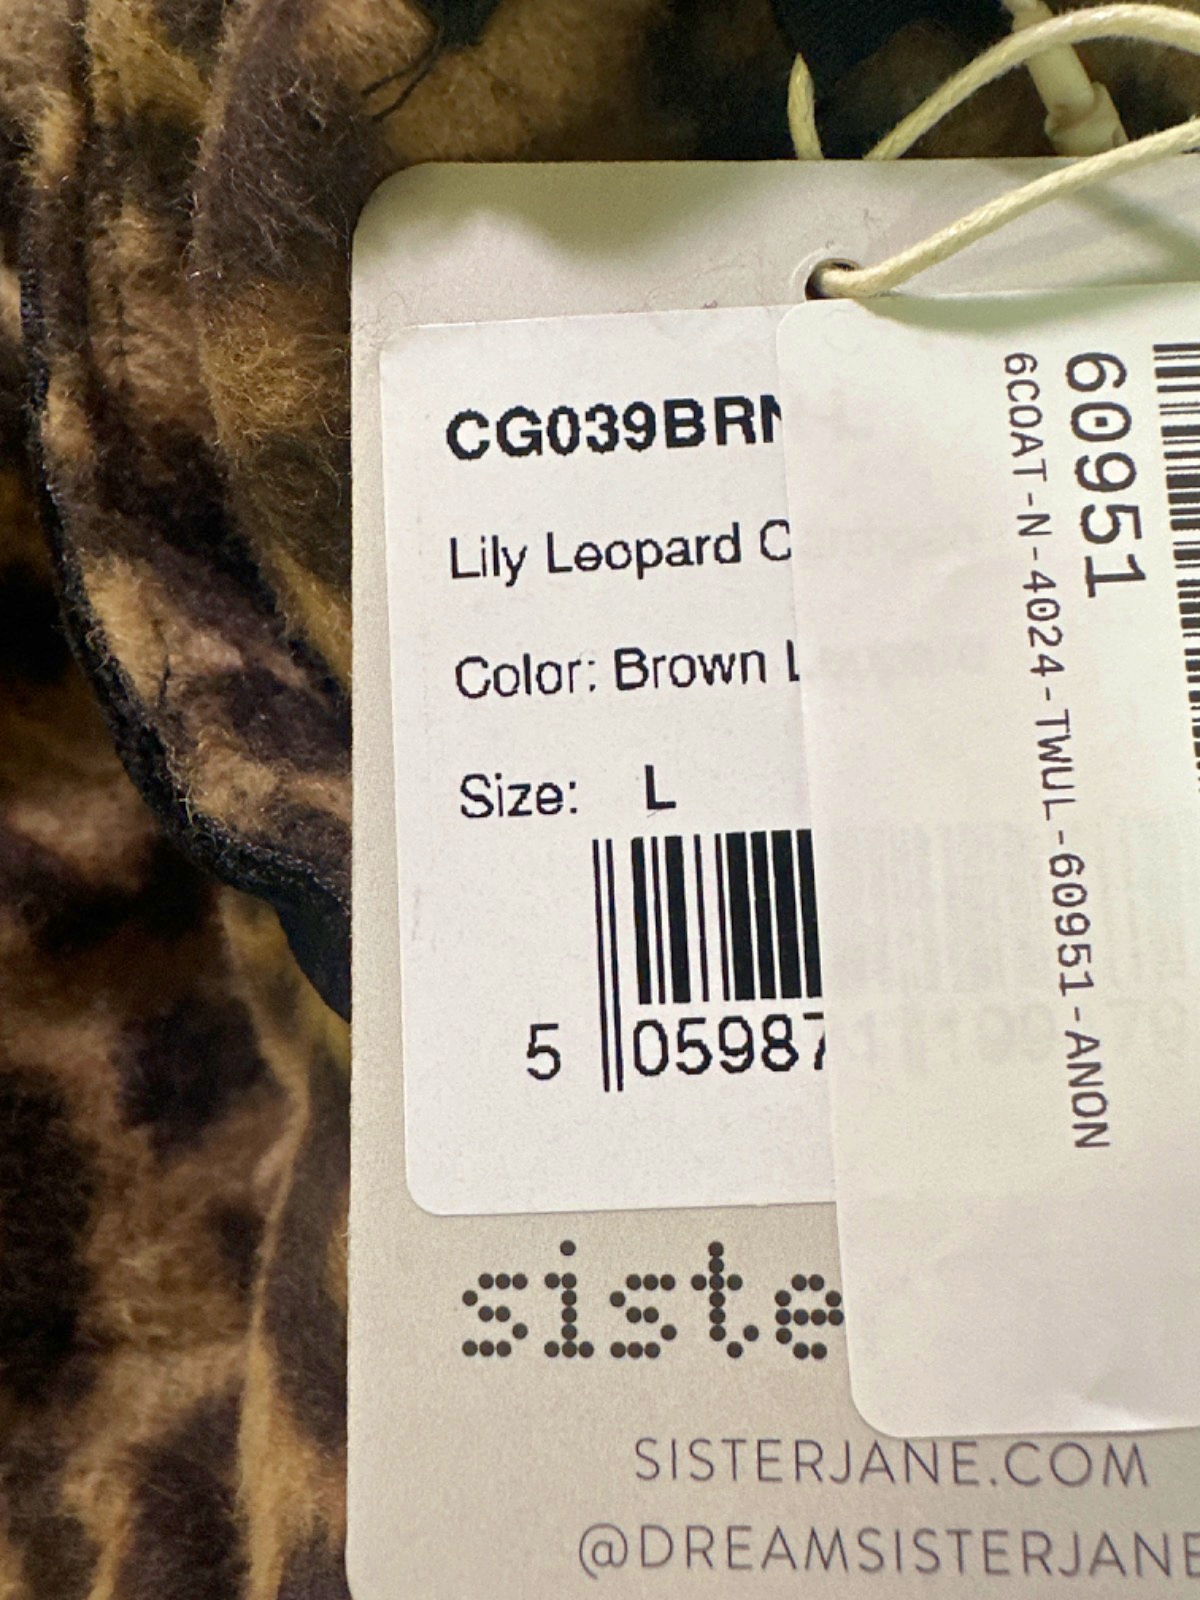 CG039BRN
Lily Leopard C
Color: Brown L
Size: L
5 05987
siste
SISTERJANE.COM
@DREAMSISTERJANE
60951
6COAT-N-4024-TWUL-60951-ANON